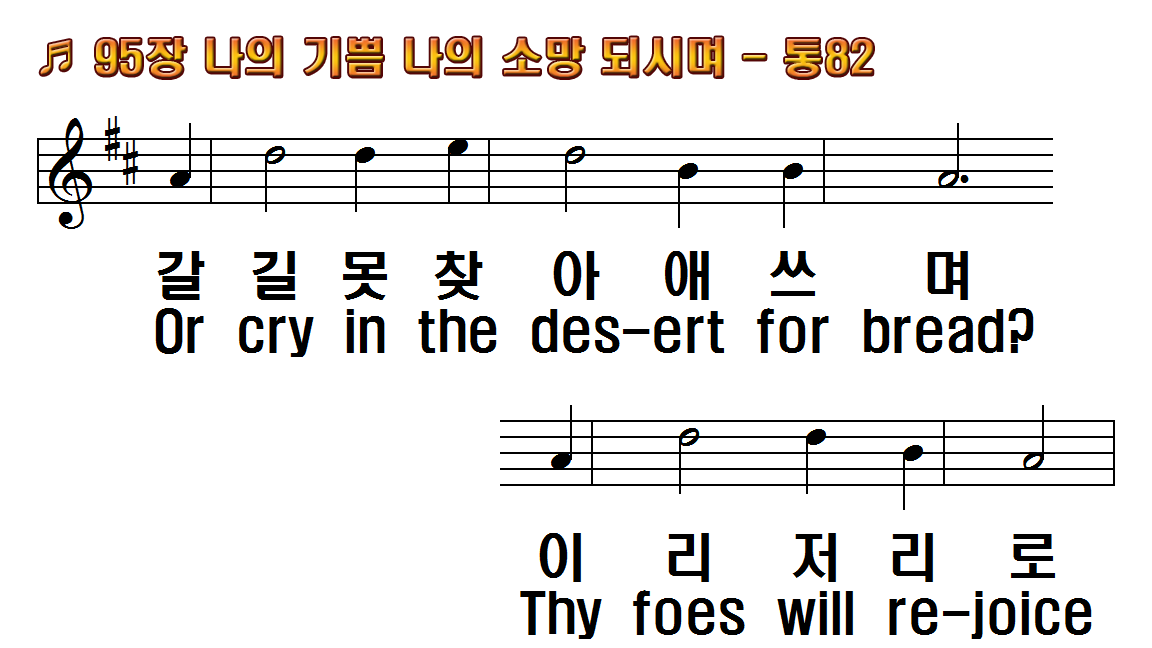 ♬ 95장 나의 기쁨 나의 소망 되시며 - 통82
갈 길 못 찾 아 애 쓰 며
Or cry in the des-ert for bread?
이 리 저 리 로
Thy foes will re-joice